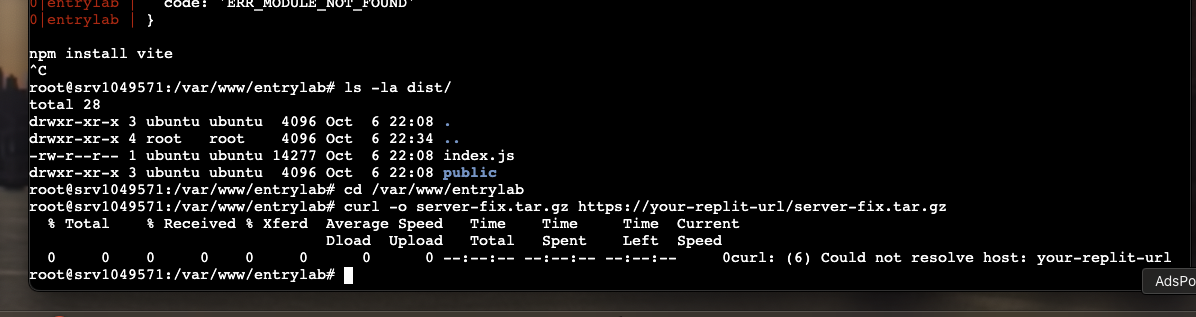 0|entrylab |   code: 'ERR_MODULE_NOT_FOUND'
0|entrylab | }
npm install vite
^C
root@srv1049571:/var/www/entrylab# ls -la dist/
total 28
drwxr-xr-x 3 ubuntu ubuntu  4096 Oct  6 22:08 .
drwxr-xr-x 4 root   root    4096 Oct  6 22:34 ..
-rw-r--r-- 1 ubuntu ubuntu 14277 Oct  6 22:08 index.js
drwxr-xr-x 3 ubuntu ubuntu  4096 Oct  6 22:08 public
root@srv1049571:/var/www/entrylab# cd /var/www/entrylab
root@srv1049571:/var/www/entrylab# curl -o server-fix.tar.gz https://your-replit-url/server-fix.tar.gz
  % Total    % Received % Xferd  Average Speed   Time    Time     Time  Current
                                 Dload  Upload   Total   Spent    Left  Speed
  0     0    0     0    0     0      0      0 --:--:-- --:--:-- --:--:--     0curl: (6) Could not resolve host: your-replit-url
root@srv1049571:/var/www/entrylab#
AdsPo